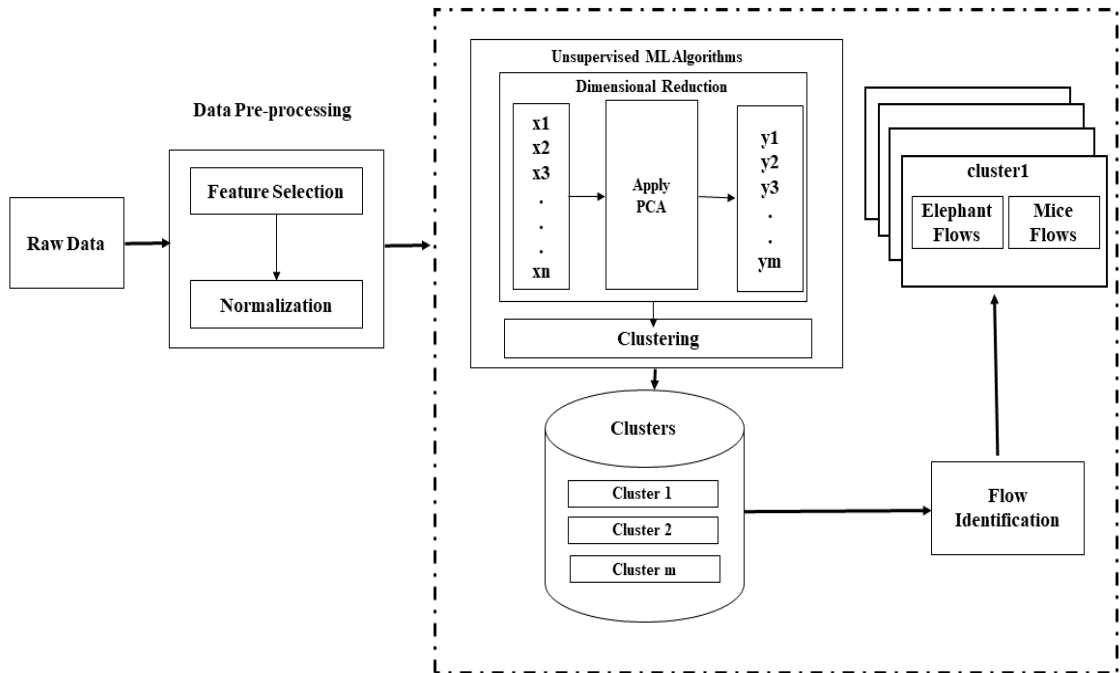 Raw Data
Data Pre-processing
Feature Selection
Normalization
Unsupervised ML Algorithms
Dimensional Reduction
x1
x2
x3
.
.
.
xn
Apply
PCA
y1
y2
y3
.
.
ym
Clustering
Clusters
Cluster 1
Cluster 2
Cluster m
Flow
Identification
cluster1
Elephant
Flows
Mice
Flows